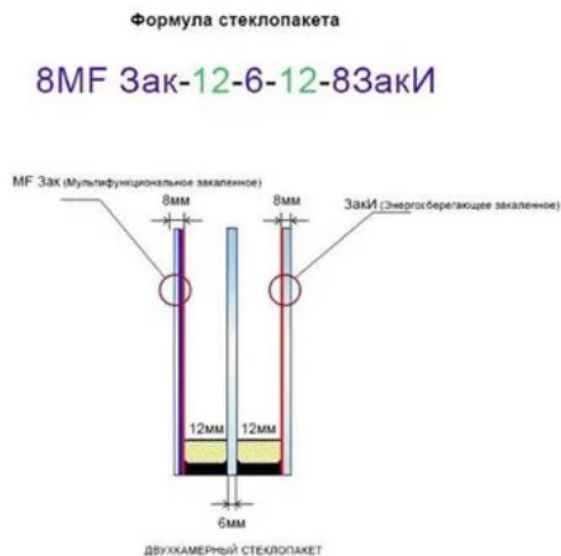 Формула стеклопакета
8MF Зак-12-6-12-8ЗакИ
MF Зак (Мультифункциональное закаленное)
8мм
8мм
ЗакИ (Энергосберегающее закаленное)
12мм
12мм
6мм
ДВУХКАМЕРНЫЙ СТЕКЛОПАКЕТ